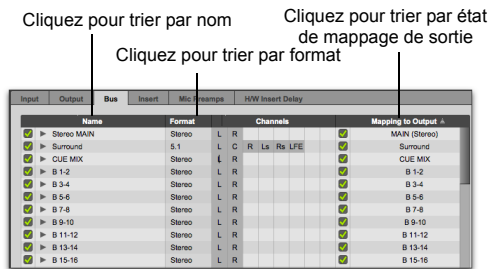 Cliquez pour trier par nom
Cliquez pour trier par état
de mappage de sortie
Cliquez pour trier par format
Input Output Bus Insert Mic Preamps H/W Insert Delay
Name Format Channels Mapping to Output
Stereo MAIN Stereo L R MAIN (Stereo)
Surround 5.1 L C R Ls Rs LFE Surround
CUE MIX Stereo L R CUE MIX
B 1-2 Stereo L R B 1-2
B 3-4 Stereo L R B 3-4
B 5-6 Stereo L R B 5-6
B 7-8 Stereo L R B 7-8
B 9-10 Stereo L R B 9-10
B 11-12 Stereo L R B 11-12
B 13-14 Stereo L R B 13-14
B 15-16 Stereo L R B 15-16